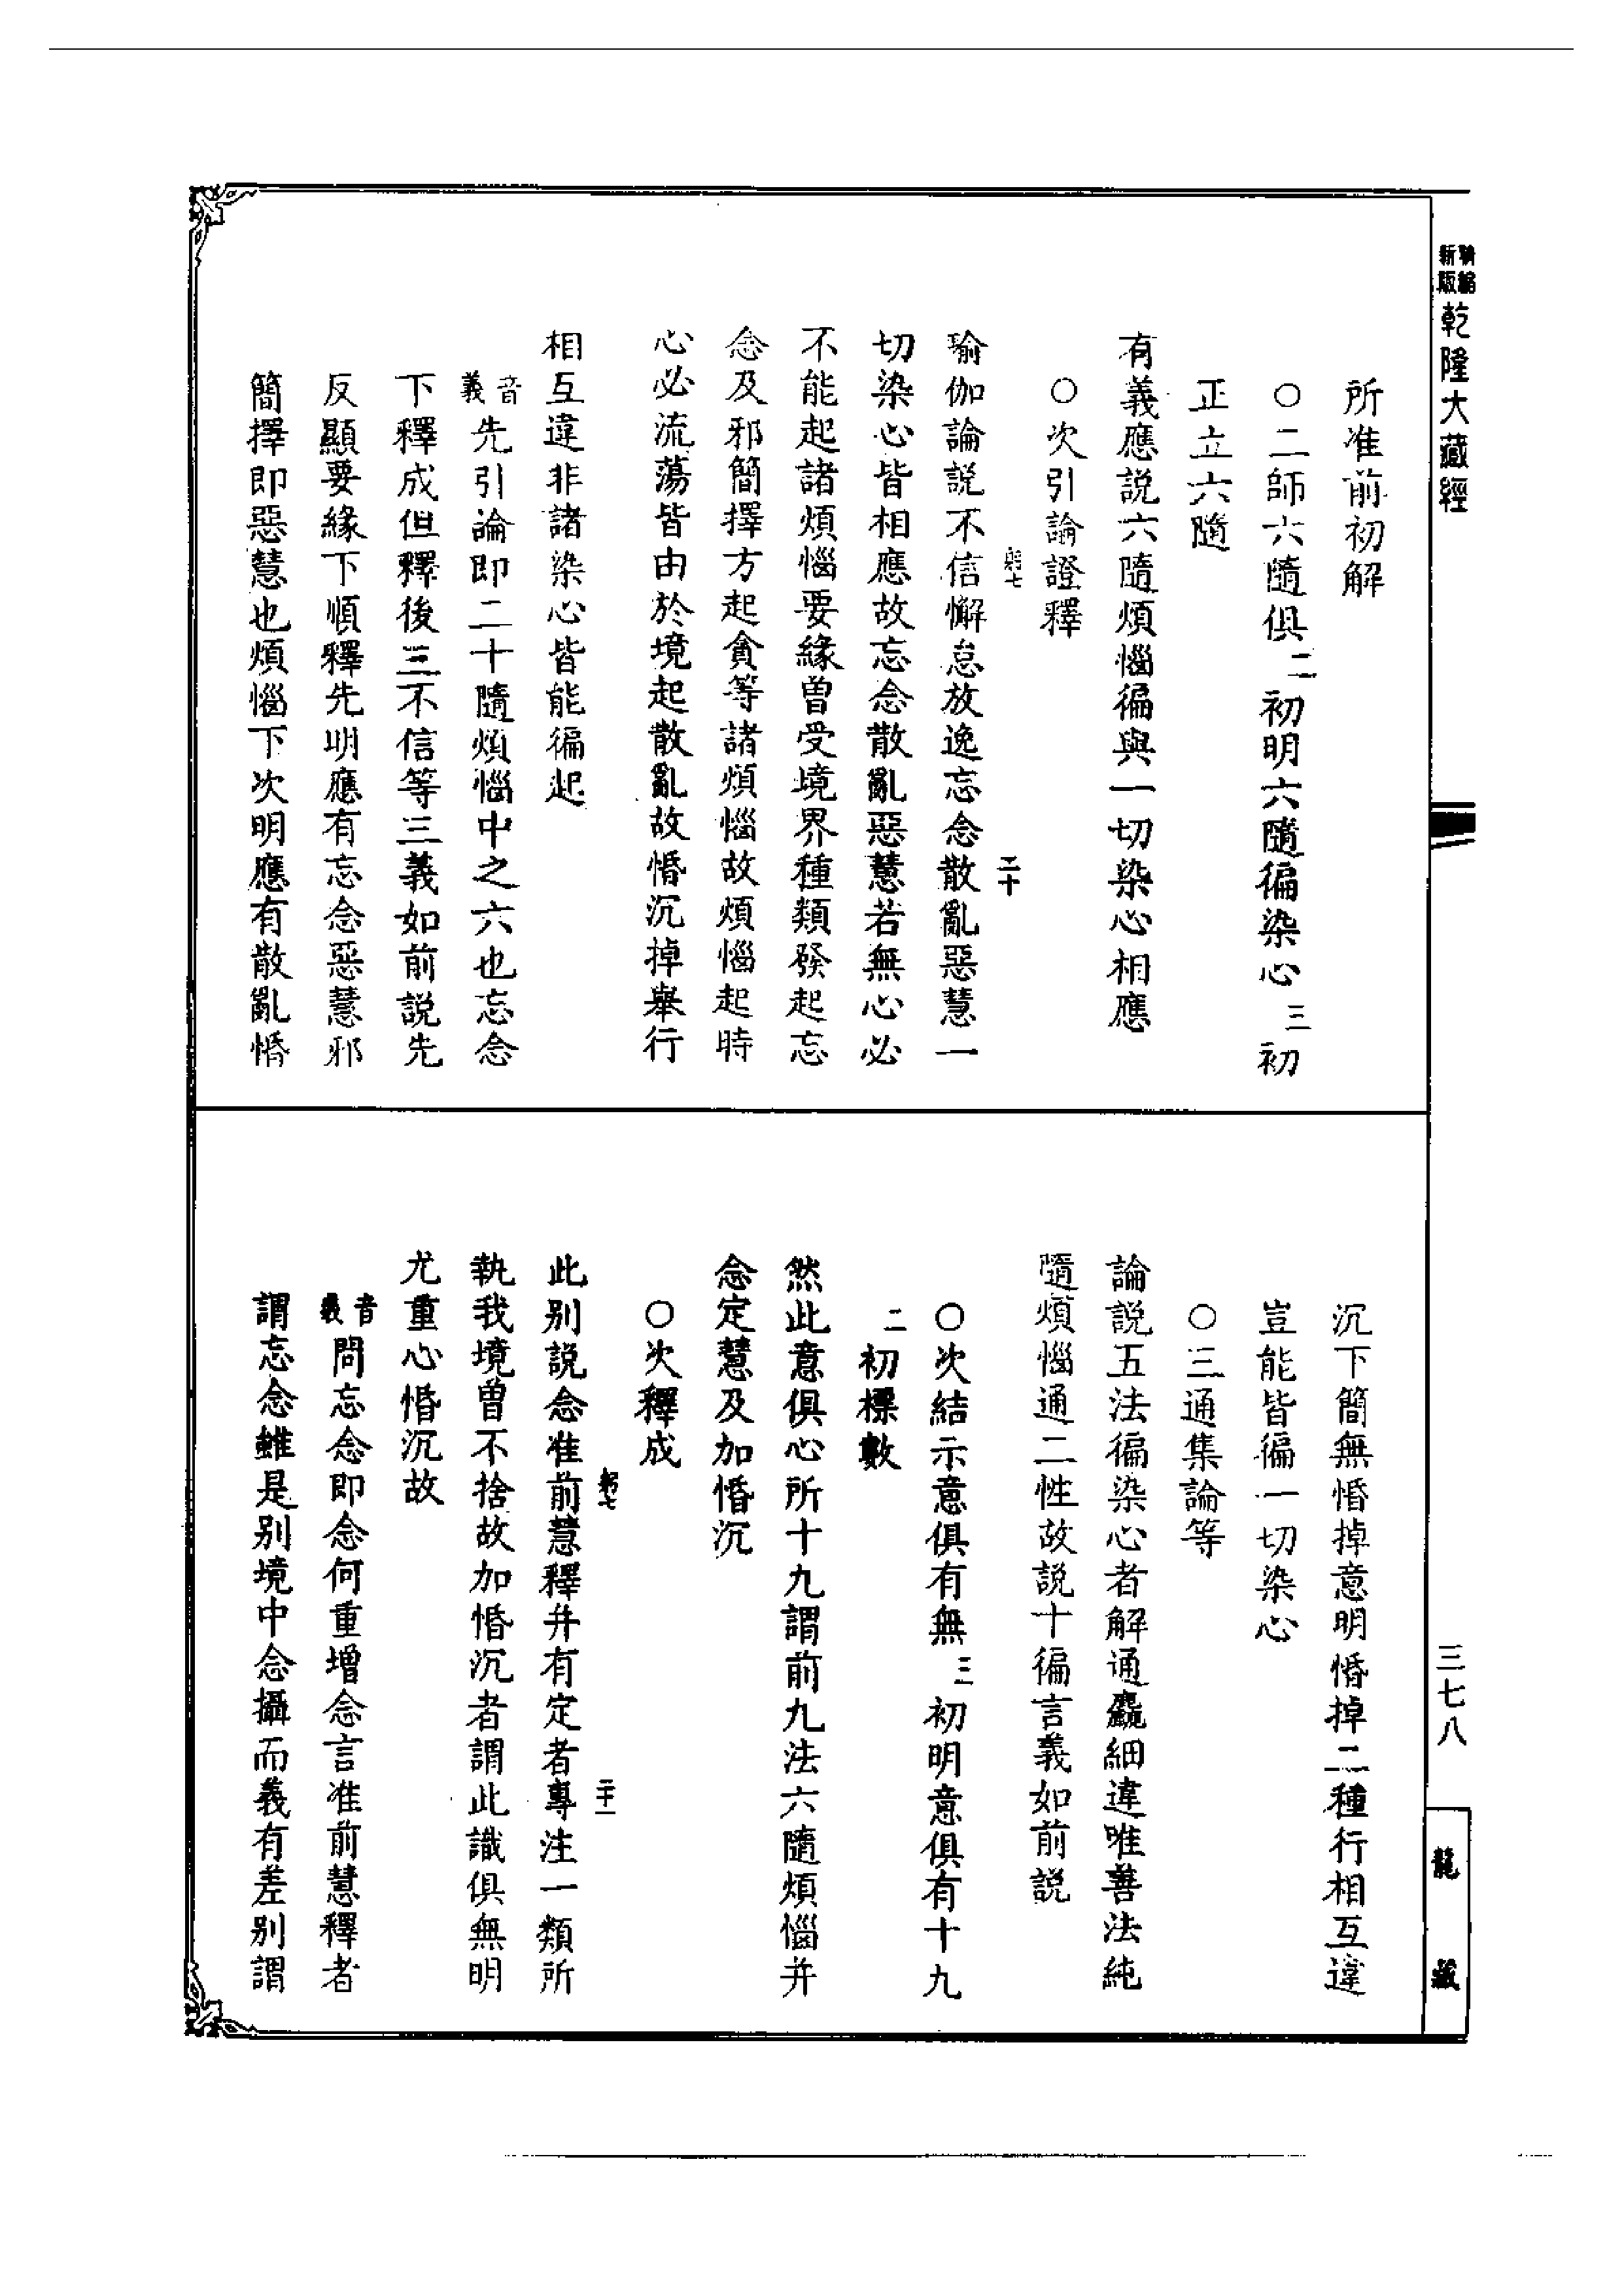 新編
新版
乾隆大藏經
所准前初解
○二師六隨俱二初明六隨徧染心三初
正立六隨
有義應説六隨煩惱徧與一切染心相應
○次引論證釋
瑜伽論説不信懈怠放逸忘念散亂惡慧一
二十
切染心皆相應故忘念散亂惡慧若無心必
不能起諸煩惱要緣曾受境界種類發起忘
念及邪簡擇方起貪等諸煩惱故煩惱起時
心必流蕩皆由於境起散亂故惛沉掉舉行
相互違非諸染心皆能徧起
音義先引論即二十隨煩惱中之六也忘念
下釋成但釋後三不信等三義如前説先
反顯要緣下順釋先明應有忘念惡慧邪
簡擇即惡慧也煩惱下次明應有散亂惛
沉下簡無惛掉意明惛掉二種行相互違
豈能皆徧一切染心
○三通集論等
論説五法徧染心者解通麤細違唯善法純
隨煩惱通二性故説十徧言義如前説
○次結示意俱有無三初明意俱有十九
二初標數
然此意俱心所十九謂前九法六隨煩惱并
念定慧及加惛沉
○次釋成
此別説念准前慧釋并有定者專注一類所
二十一
執我境曾不捨故加惛沉者謂此識俱無明
尤重心惛沉故
音義問忘念即念何重增念言准前慧釋者
謂忘念雖是別境中念攝而義有差別謂
三七八
龍藏